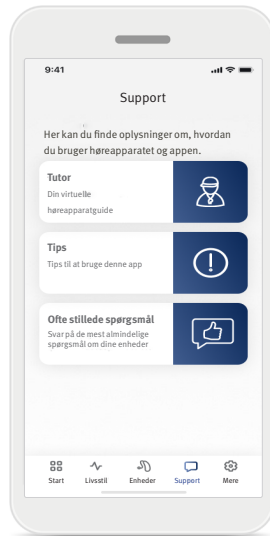 9:41
Support
Her kan du finde oplysninger om, hvordan
du bruger høreapparatet og appen.
Tutor
Din virtuelle
høreapparatguide
Tips
Tips til at bruge denne app
Ofte stillede spørgsmål
Svar på de mest almindelige
spørgsmål om dine enheder
Start Livsstil Enheder Support Mere